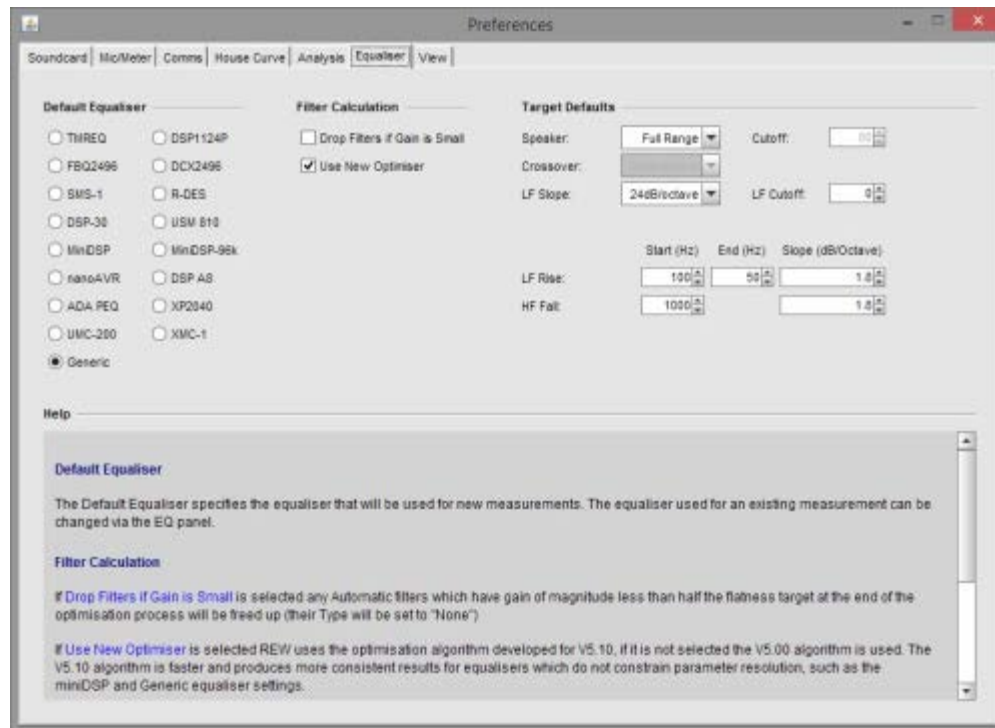 Preferences
Soundcard Mic/Meter Comms House Curve Analysis Equaliser View
Default Equaliser
TMREQ DSP1124P
FBQ2496 DCX2496
SMS-1 R-DES
DSP-30 USM 810
MiniDSP MiniDSP-96k
nanoAVR DSP A8
ADA PEQ XP2040
UMC-200 XMC-1
Generic
Filter Calculation
Drop Filters if Gain is Small
Use New Optimiser
Target Defaults
Speaker: Full Range Cutoff:
Crossover:
LF Slope: 24dB/octave LF Cutoff: 0
Start (Hz) End (Hz) Slope (dB/Octave)
LF Rise: 100 50 1.0
HF Fall: 1000
Help
Default Equaliser
The Default Equaliser specifies the equaliser that will be used for new measurements. The equaliser used for an existing measurement can be
changed via the EQ panel.
Filter Calculation
If Drop Filters if Gain is Small is selected any Automatic filters which have gain of magnitude less than half the flatness target at the end of the
optimisation process will be freed up (their Type will be set to "None")
If Use New Optimiser is selected REW uses the optimisation algorithm developed for V5.10, if it is not selected the V5.00 algorithm is used. The
V5.10 algorithm is faster and produces more consistent results for equalisers which do not constrain parameter resolution, such as the
miniDSP and Generic equaliser settings.